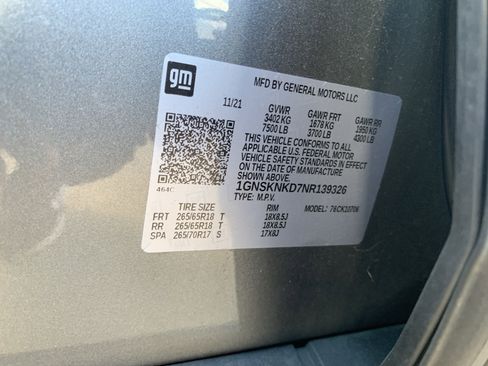 gm
MFD BY GENERAL MOTORS LLC
11/21 GVWR GAWR FRT GAWR RR
3402 KG 1678 KG 1950 KG
7500 LB 3700 LB 4300 LB
THIS VEHICLE CONFORMS TO ALL
APPLICABLE U.S. FEDERAL MOTOR
VEHICLE SAFETY STANDARDS IN EFFECT
ON THE DATE OF MANUFACTURE
SHOWN ABOVE.
464C 1GNSKNKD7NR139326
TYPE: M.P.V.
TIRE SIZE RIM MODEL: 76CK10706
FRT 265/65R18 T 18X8.5J
RR 265/65R18 T 18X8.5J
SPA 265/70R17 S 17X8J